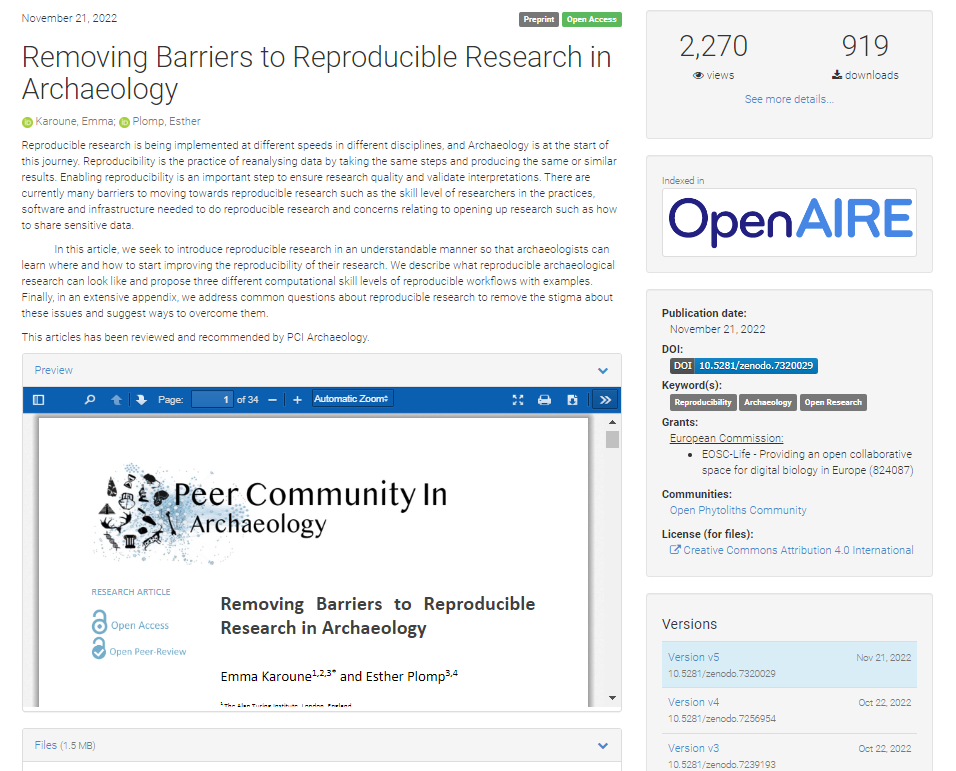 November 21, 2022
Preprint Open Access
Removing Barriers to Reproducible Research in
Archaeology
Karoune, Emma; Plomp, Esther
Reproducible research is being implemented at different speeds in different disciplines, and Archaeology is at the start of
this journey. Reproducibility is the practice of reanalysing data by taking the same steps and producing the same or similar
results. Enabling reproducibility is an important step to ensure research quality and validate interpretations. There are
currently many barriers to moving towards reproducible research such as the skill level of researchers in the practices,
software and infrastructure needed to do reproducible research and concerns relating to opening up research such as how
to share sensitive data.
In this article, we seek to introduce reproducible research in an understandable manner so that archaeologists can
learn where and how to start improving the reproducibility of their research. We describe what reproducible archaeological
research can look like and propose three different computational skill levels of reproducible workflows with examples.
Finally, in an extensive appendix, we address common questions about reproducible research to remove the stigma about
these issues and suggest ways to overcome them.
This articles has been reviewed and recommended by PCI Archaeology.
Preview
Page: 1 of 34 Automatic Zoom
Peer Community In
Archaeology
RESEARCH ARTICLE
Open Access
Open Peer-Review
Removing Barriers to Reproducible
Research in Archaeology
Emma Karoune1,2,3* and Esther Plomp3,4
1 The Alan Turing Institute, London, England
Files (1.5 MB)
2,270
views
919
downloads
See more details...
Indexed in
OpenAIRE
Publication date:
November 21, 2022
DOI:
DOI 10.5281/zenodo.7320029
Keyword(s):
Reproducibility Archaeology Open Research
Grants:
European Commission:
EOSC-Life - Providing an open collaborative
space for digital biology in Europe (824087)
Communities:
Open Phytoliths Community
License (for files):
Creative Commons Attribution 4.0 International
Versions
Version v5 Nov 21, 2022
10.5281/zenodo.7320029
Version v4 Oct 22, 2022
10.5281/zenodo.7256954
Version v3 Oct 22, 2022
10.5281/zenodo.7239193